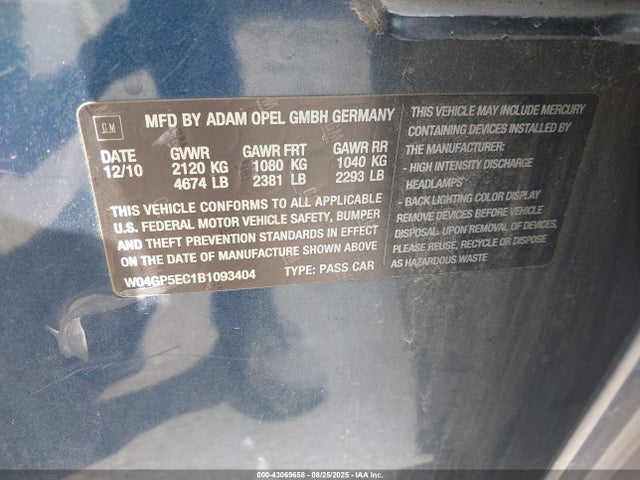 GM
MFD BY ADAM OPEL GMBH GERMANY
DATE GVWR GAWR FRT GAWR RR
12/10 2120 KG 1080 KG 1040 KG
4674 LB 2381 LB 2293 LB
THIS VEHICLE CONFORMS TO ALL APPLICABLE
U.S. FEDERAL MOTOR VEHICLE SAFETY, BUMPER
AND THEFT PREVENTION STANDARDS IN EFFECT
ON THE DATE OF MANUFACTURE SHOWN ABOVE
W04GP5EC1B1093404 TYPE: PASS CAR
THIS VEHICLE MAY INCLUDE MERCURY
CONTAINING DEVICES INSTALLED BY
THE MANUFACTURER:
- HIGH INTENSITY DISCHARGE
HEADLAMPS
- BACK LIGHTING COLOR DISPLAY
REMOVE DEVICES BEFORE VEHICLE
DISPOSAL UPON REMOVAL OF DEVICES.
PLEASE REUSE, RECYCLE OR DISPOSE
AS HAZARDOUS WASTE
000-43069658 - 08/25/2025 - IAA Corp.